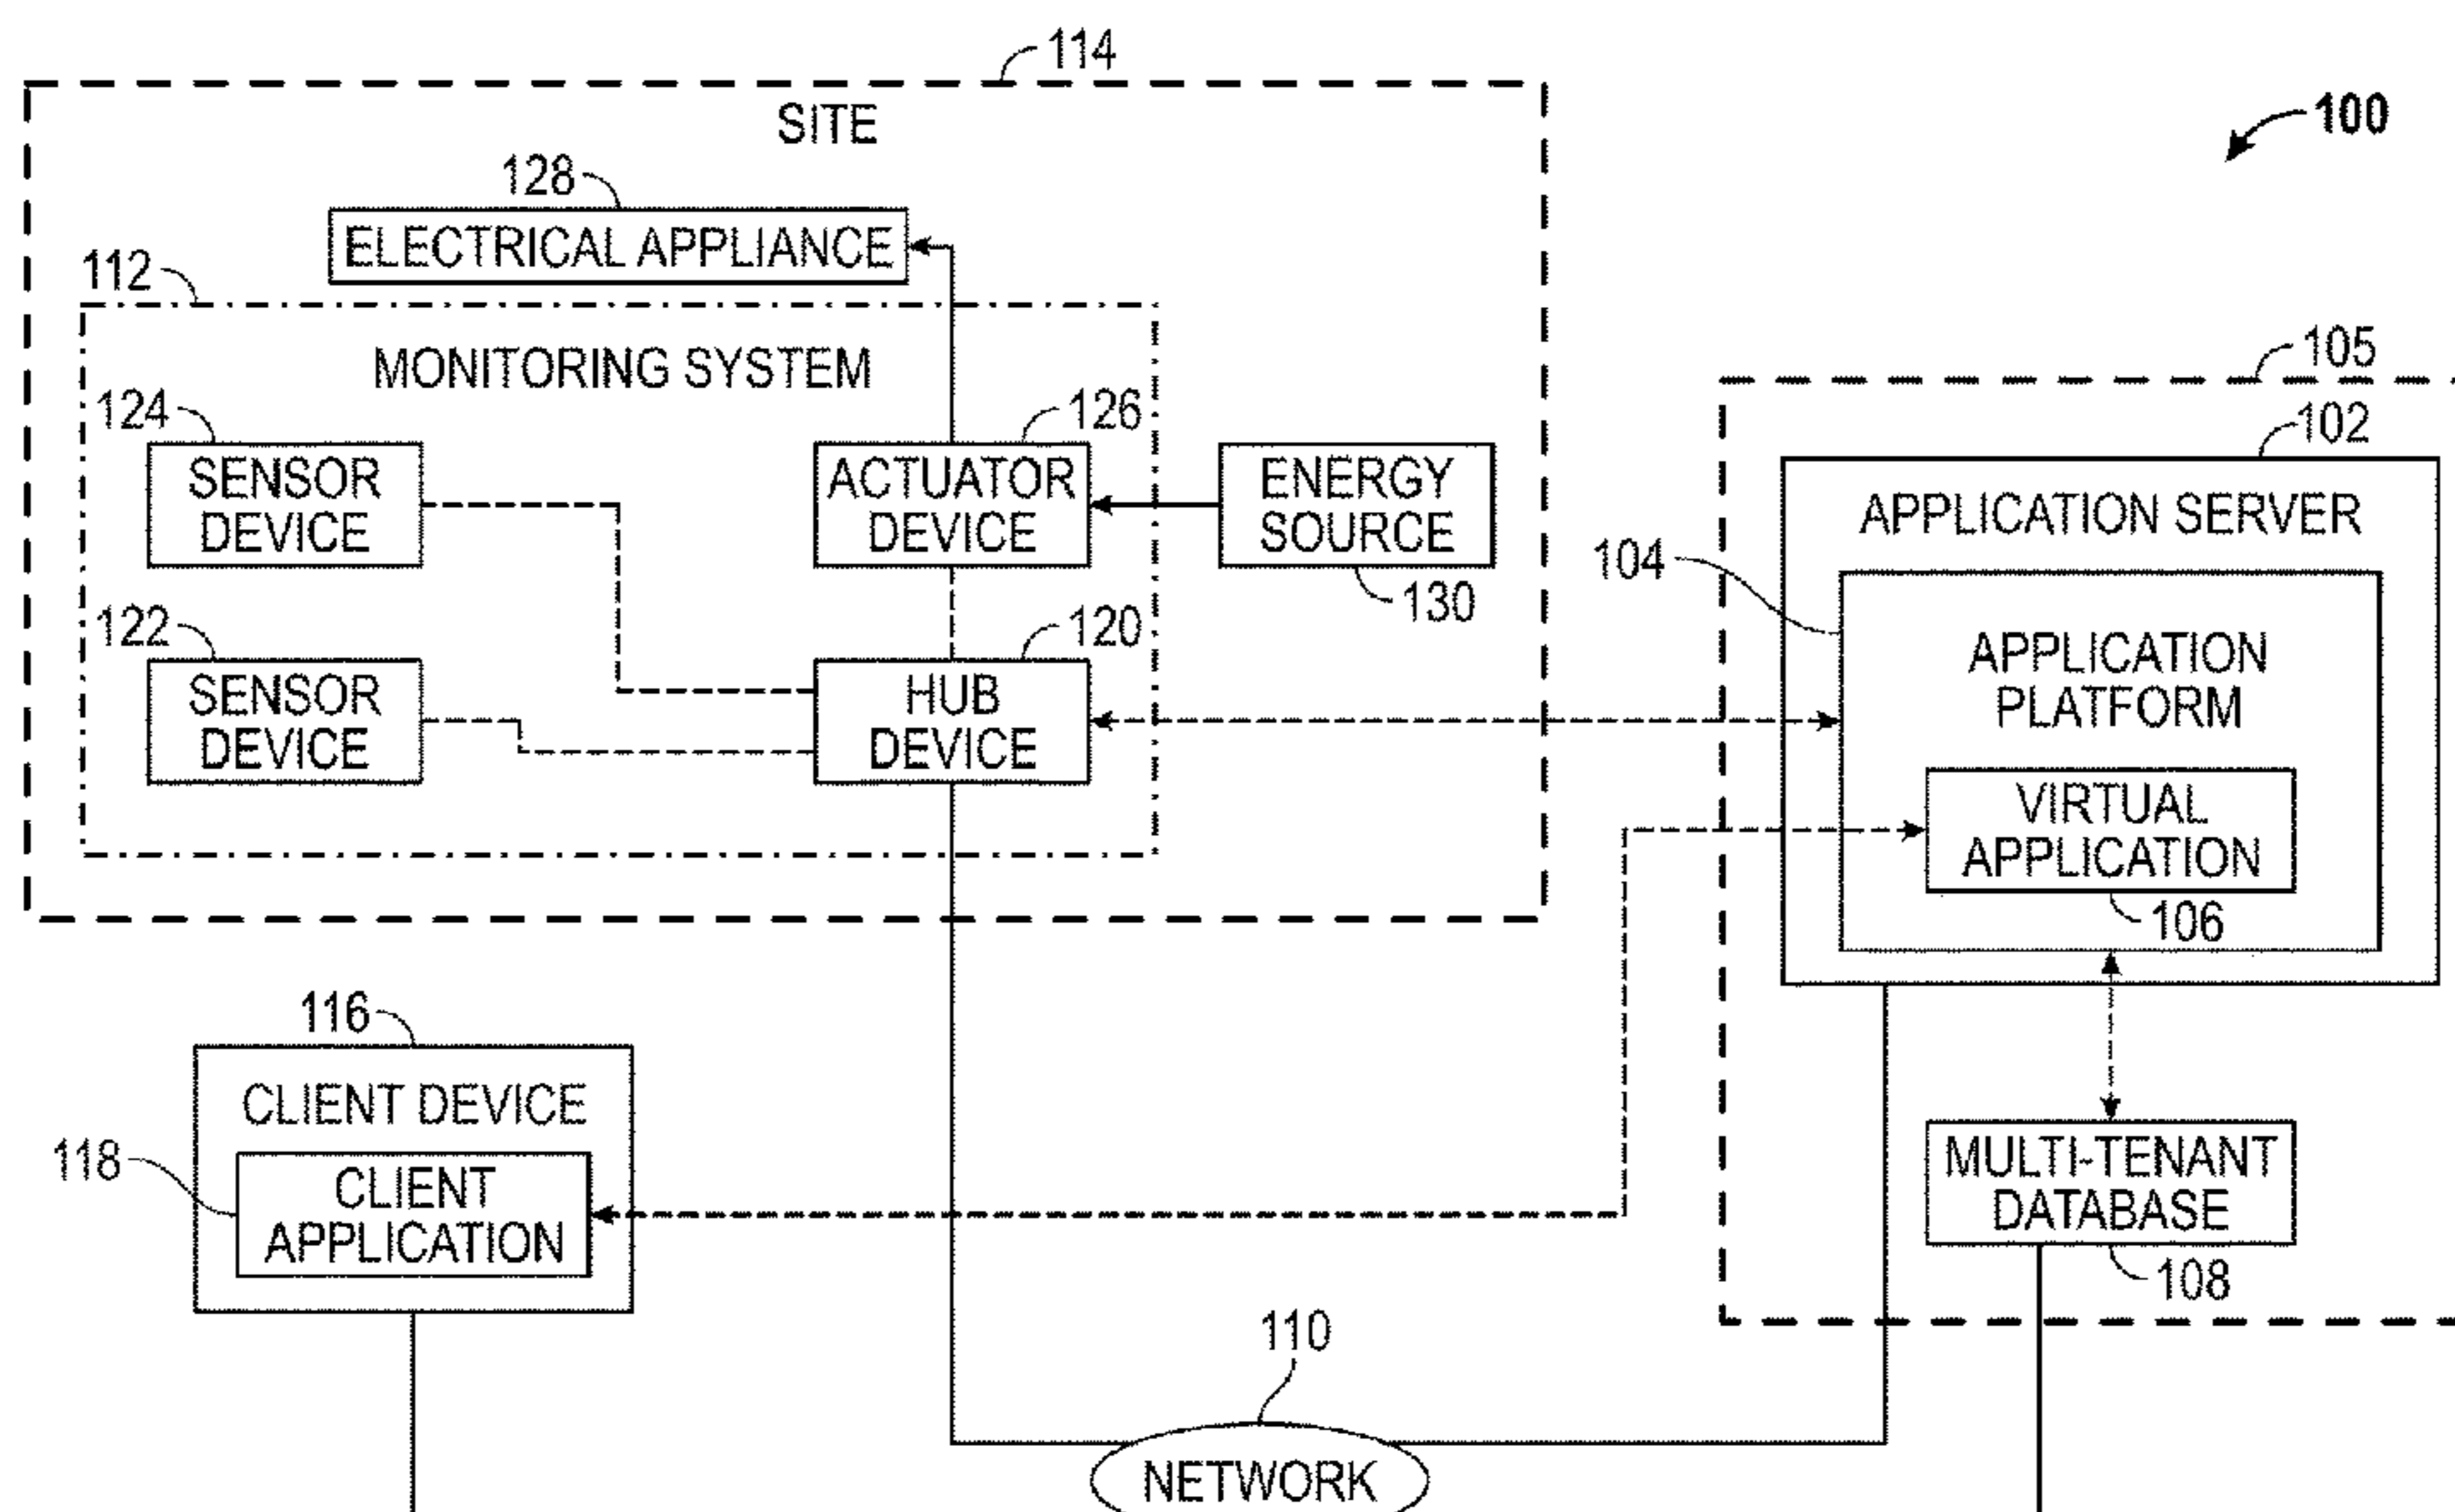 114
SITE
100
128
ELECTRICAL APPLIANCE
112
MONITORING SYSTEM
105
124
126
102
SENSOR
DEVICE
ACTUATOR
DEVICE
ENERGY
SOURCE
APPLICATION SERVER
104
130
122
120
SENSOR
DEVICE
HUB
DEVICE
APPLICATION
PLATFORM
VIRTUAL
APPLICATION
106
116
CLIENT DEVICE
118
CLIENT
APPLICATION
MULTI-TENANT
DATABASE
108
110
NETWORK